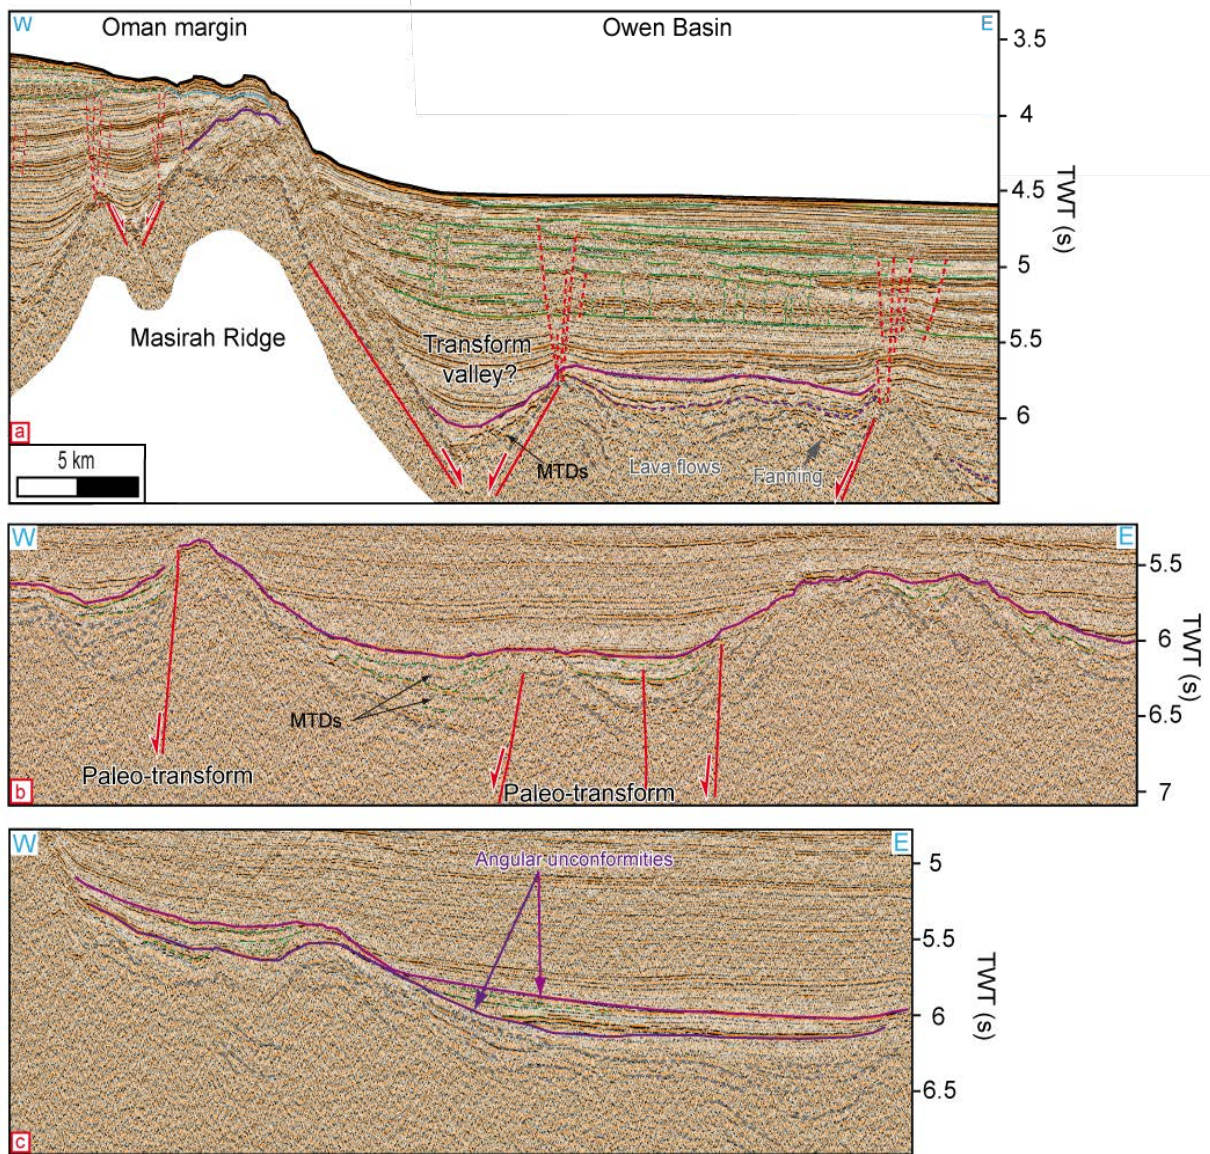 W
Oman margin
Owen Basin
E
3.5
4
4.5
5
5.5
6
TWT (s)
Masirah Ridge
Transform
valley?
MTDs
Lava flows
Fanning
a
5 km
W
E
5.5
6
6.5
7
TWT (s)
MTDs
Paleo-transform
Paleo-transform
b
W
E
Angular unconformities
5
5.5
6
6.5
TWT (s)
c